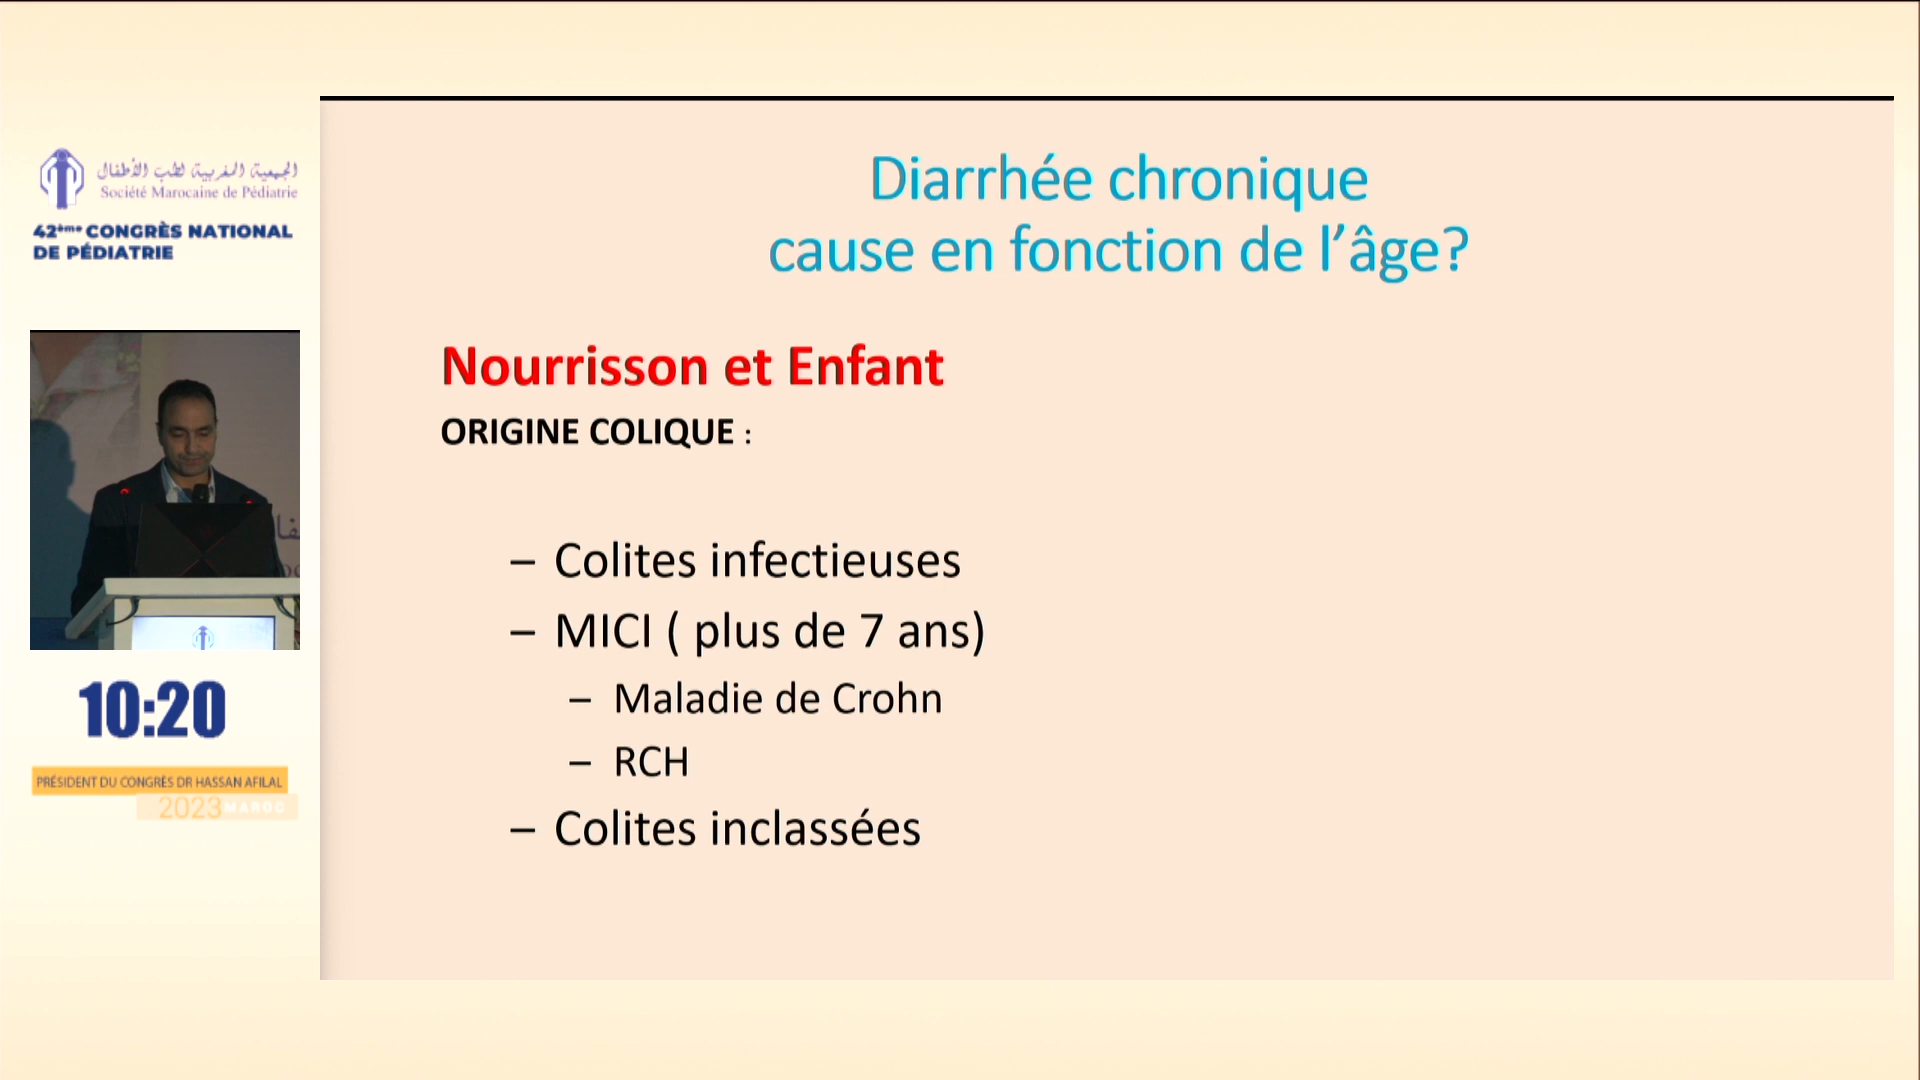 الجمعية المغربية لطب الأطفال
Société Marocaine de Pédiatrie
42ème CONGRÈS NATIONAL
DE PÉDIATRIE
10:20
PRÉSIDENT DU CONGRÈS DR HASSAN AFILAL
2023 MAROC
Diarrhée chronique
cause en fonction de l’âge?
Nourrisson et Enfant
ORIGINE COLIQUE :
– Colites infectieuses
– MICI ( plus de 7 ans)
– Maladie de Crohn
– RCH
– Colites inclassées